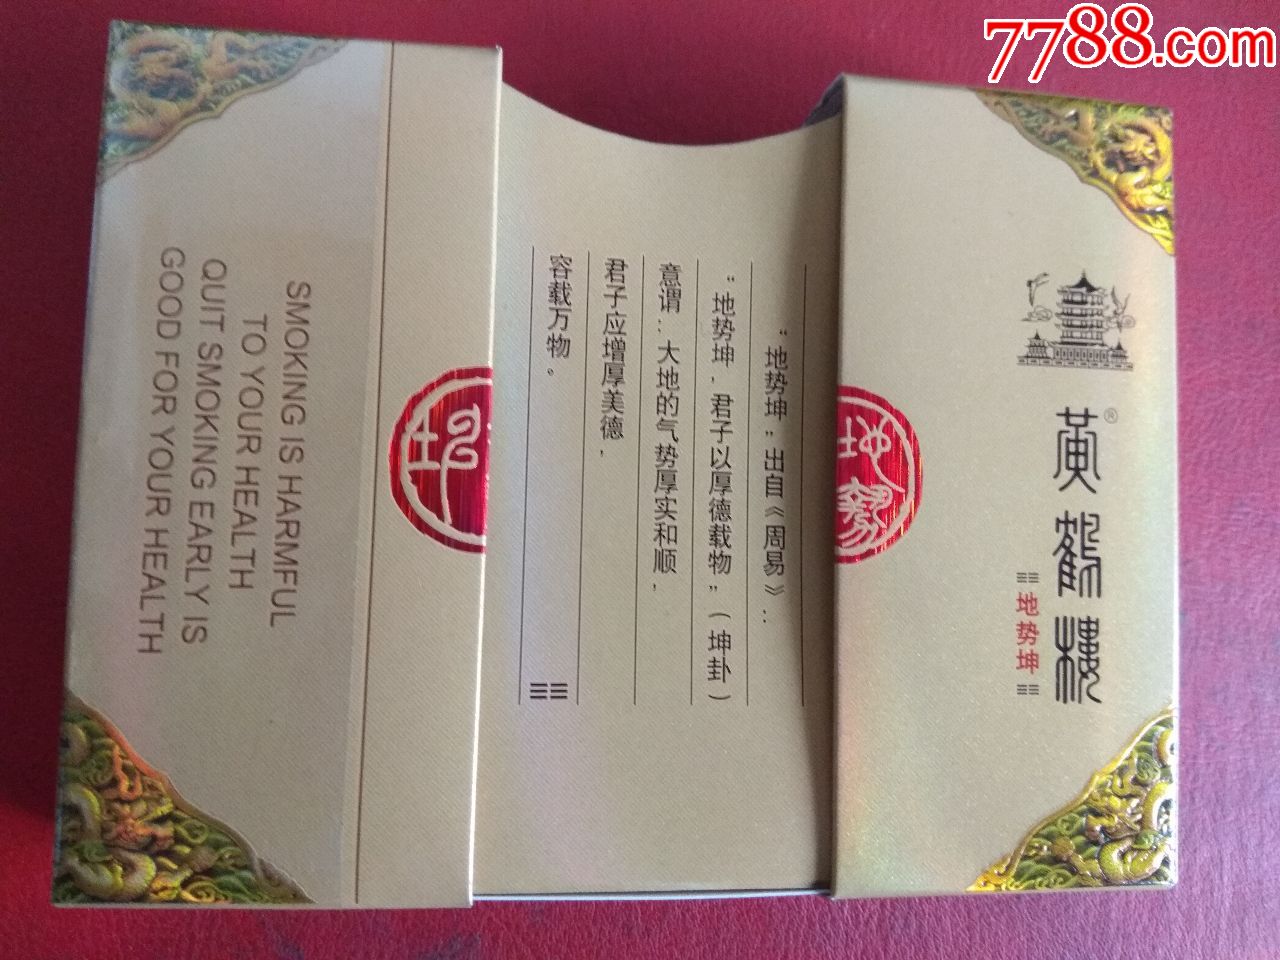 7788.com
黄鹤楼®
地势坤
地势
坤
“地势坤”出自《周易》：
“地势坤，君子以厚德载物”（坤卦）
意谓：大地的气势厚实和顺，
君子应增厚美德，
容载万物。
SMOKING IS HARMFUL
TO YOUR HEALTH
QUIT SMOKING EARLY IS
GOOD FOR YOUR HEALTH